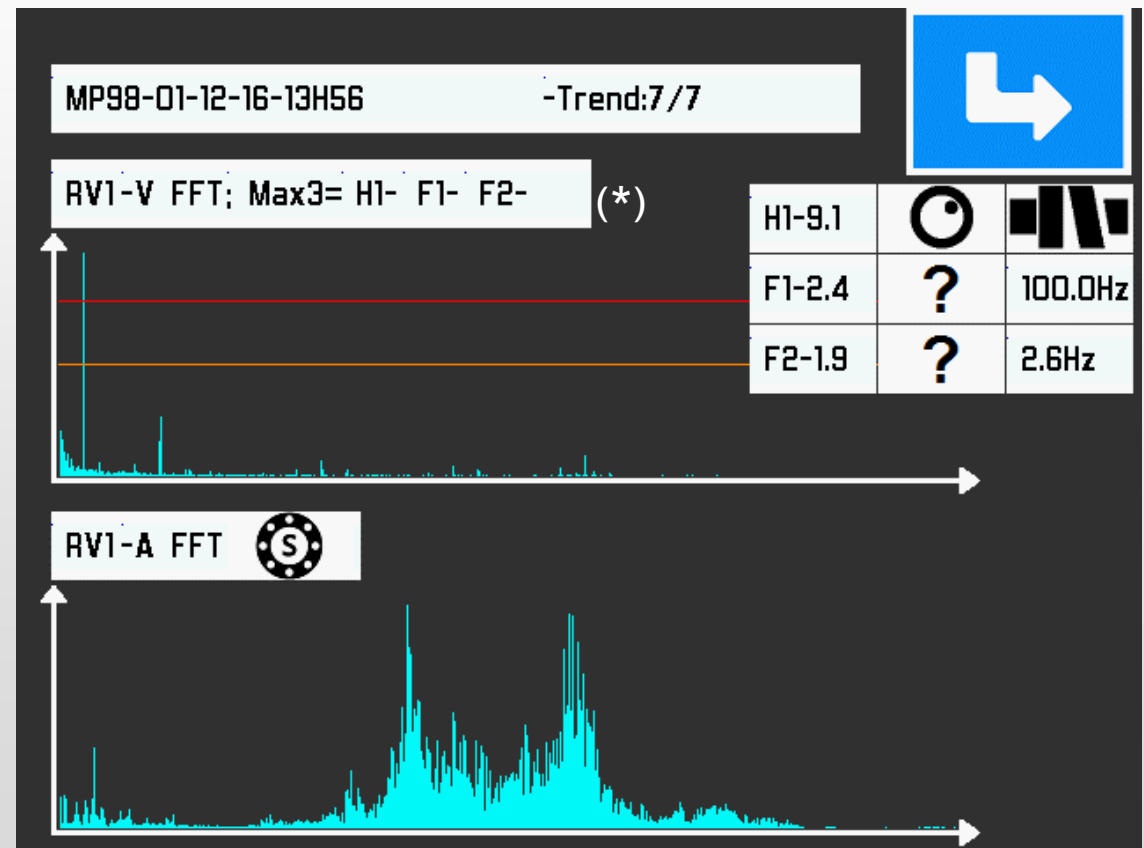 MP98-01-12-16-13H56 -Trend:7/7
RV1-V FFT; Max3= H1- F1- F2- (*)
H1-9.1
F1-2.4 ? 100.0Hz
F2-1.9 ? 2.6Hz
RV1-A FFT S